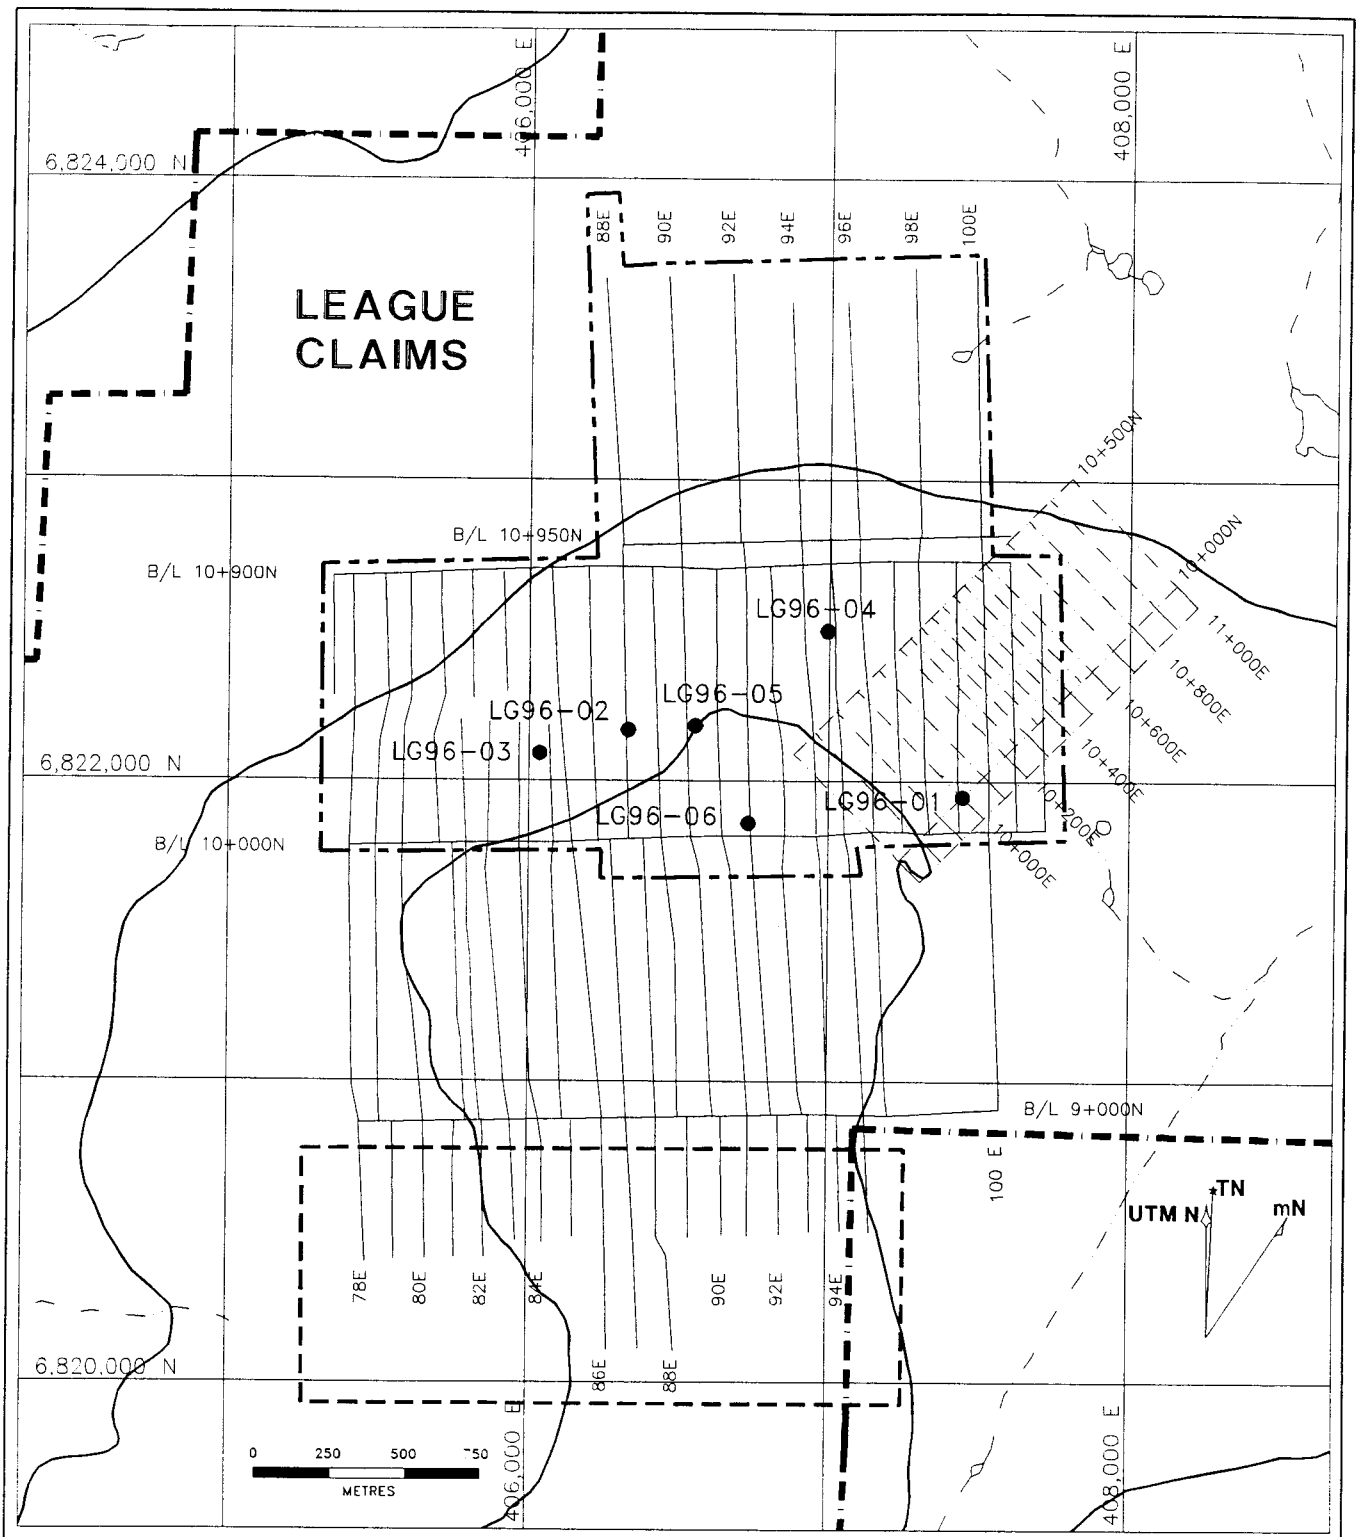 406,000 E
408,000 E
6,824,000 N
88E
90E
92E
94E
96E
98E
100E
LEAGUE
CLAIMS
10+500N
B/L 10+950N
10+000N
B/L 10+900N
LG96-04
11+000E
10+800E
LG96-05
LG96-02
10+600E
LG96-03
10+400E
6,822,000 N
LG96-01
LG96-06
10+200E
B/L 10+000N
10+000E
B/L 9+000N
100 E
TN
UTM N
mN
78E
80E
82E
84E
90E
92E
94E
6,820,000 N
86E
88E
406,000 E
408,000 E
0 250 500 750
METRES